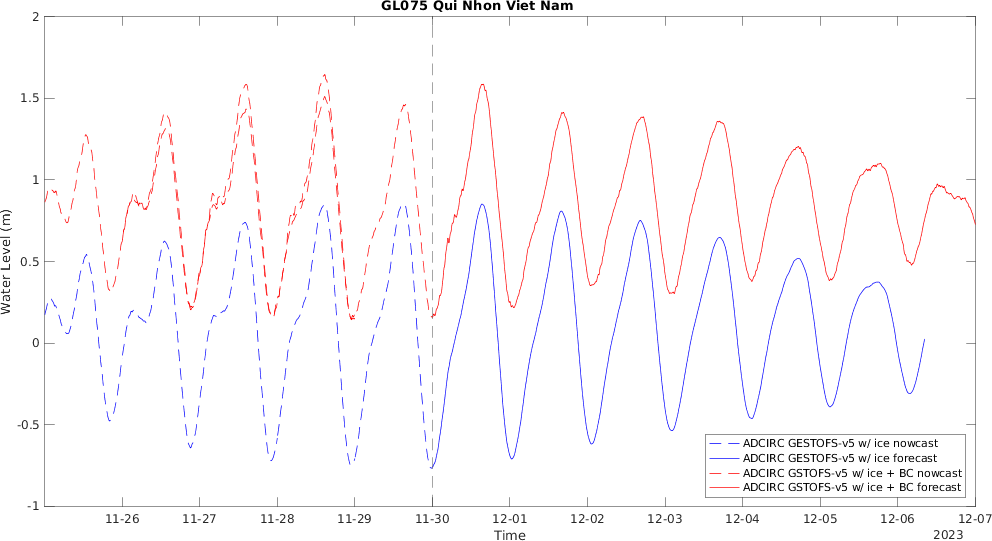 GL075 Qui Nhon Viet Nam
Water Level (m)
2
1.5
1
0.5
0
-0.5
-1
11-26 11-27 11-28 11-29 11-30 12-01 12-02 12-03 12-04 12-05 12-06 12-07
Time
2023
ADCIRC GESTOFS-v5 w/ ice nowcast
ADCIRC GESTOFS-v5 w/ ice forecast
ADCIRC GSTOFS-v5 w/ ice + BC nowcast
ADCIRC GSTOFS-v5 w/ ice + BC forecast